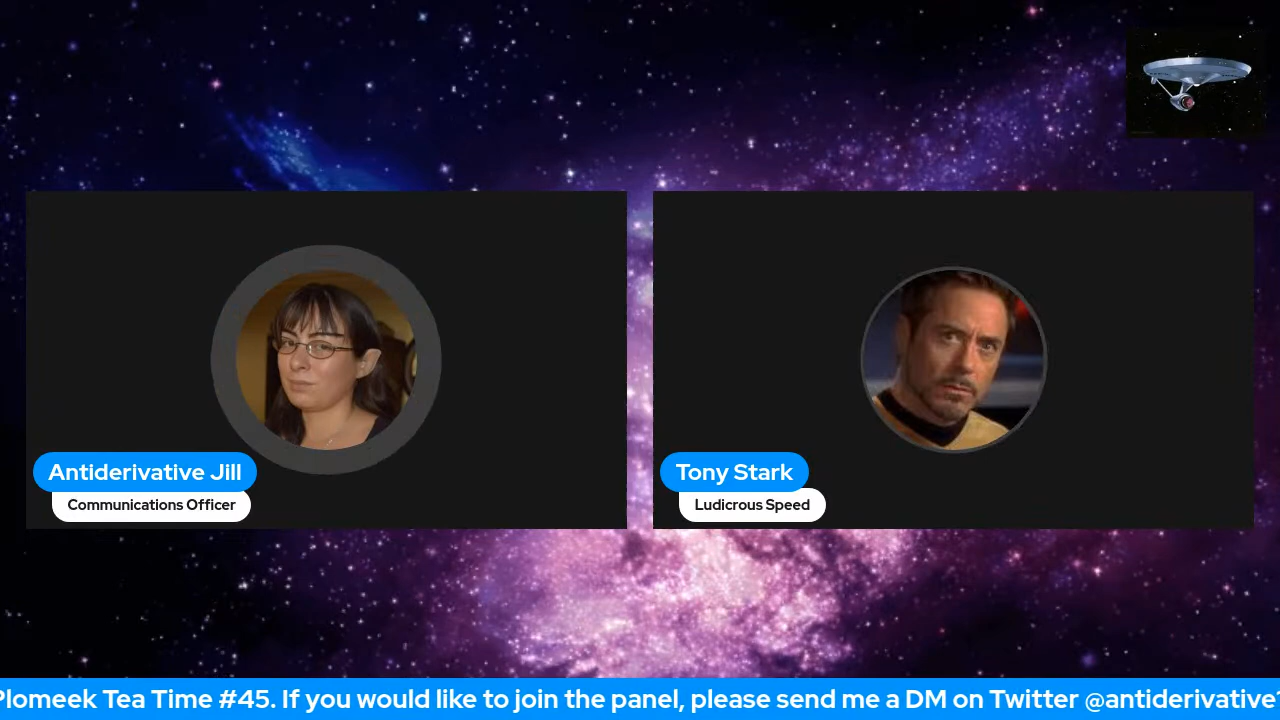 Antiderivative Jill
Communications Officer
Tony Stark
Ludicrous Speed
Plomeek Tea Time #45. If you would like to join the panel, please send me a DM on Twitter @antiderivative